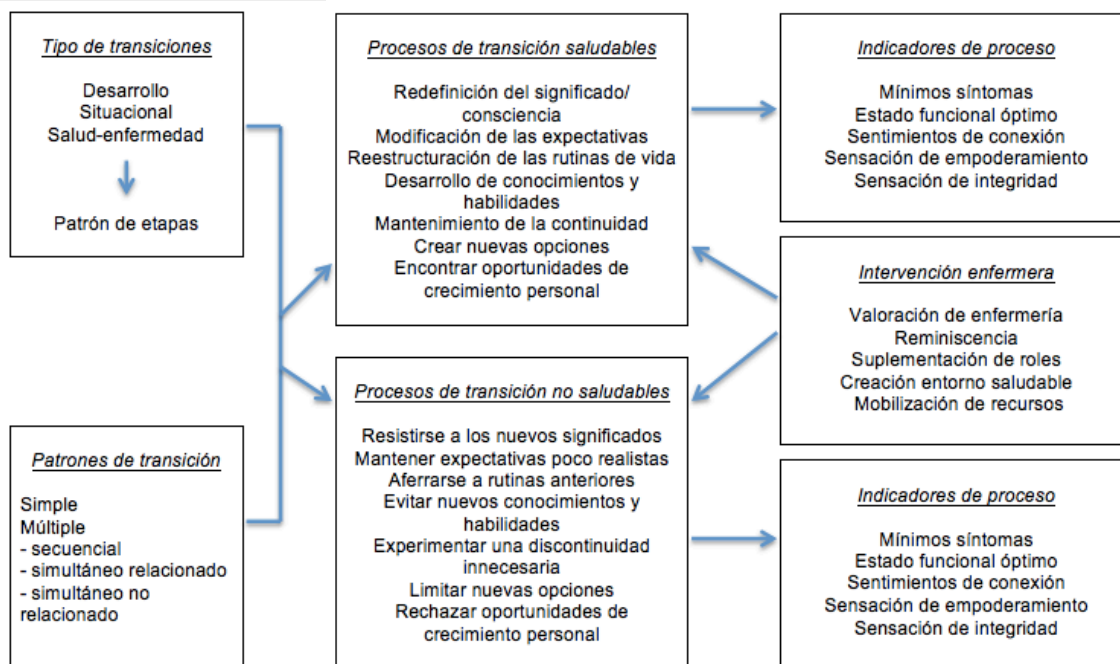 Tipo de transiciones
Desarrollo
Situacional
Salud-enfermedad
Patrón de etapas
Patrones de transición
Simple
Múltiple
- secuencial
- simultáneo relacionado
- simultáneo no
relacionado
Procesos de transición saludables
Redefinición del significado/
consciencia
Modificación de las expectativas
Reestructuración de las rutinas de vida
Desarrollo de conocimientos y
habilidades
Mantenimiento de la continuidad
Crear nuevas opciones
Encontrar oportunidades de
crecimiento personal
Procesos de transición no saludables
Resistirse a los nuevos significados
Mantener expectativas poco realistas
Aferrarse a rutinas anteriores
Evitar nuevos conocimientos y
habilidades
Experimentar una discontinuidad
innecesaria
Limitar nuevas opciones
Rechazar oportunidades de
crecimiento personal
Indicadores de proceso
Mínimos síntomas
Estado funcional óptimo
Sentimientos de conexión
Sensación de empoderamiento
Sensación de integridad
Intervención enfermera
Valoración de enfermería
Reminiscencia
Suplementación de roles
Creación entorno saludable
Mobilización de recursos
Indicadores de proceso
Mínimos síntomas
Estado funcional óptimo
Sentimientos de conexión
Sensación de empoderamiento
Sensación de integridad